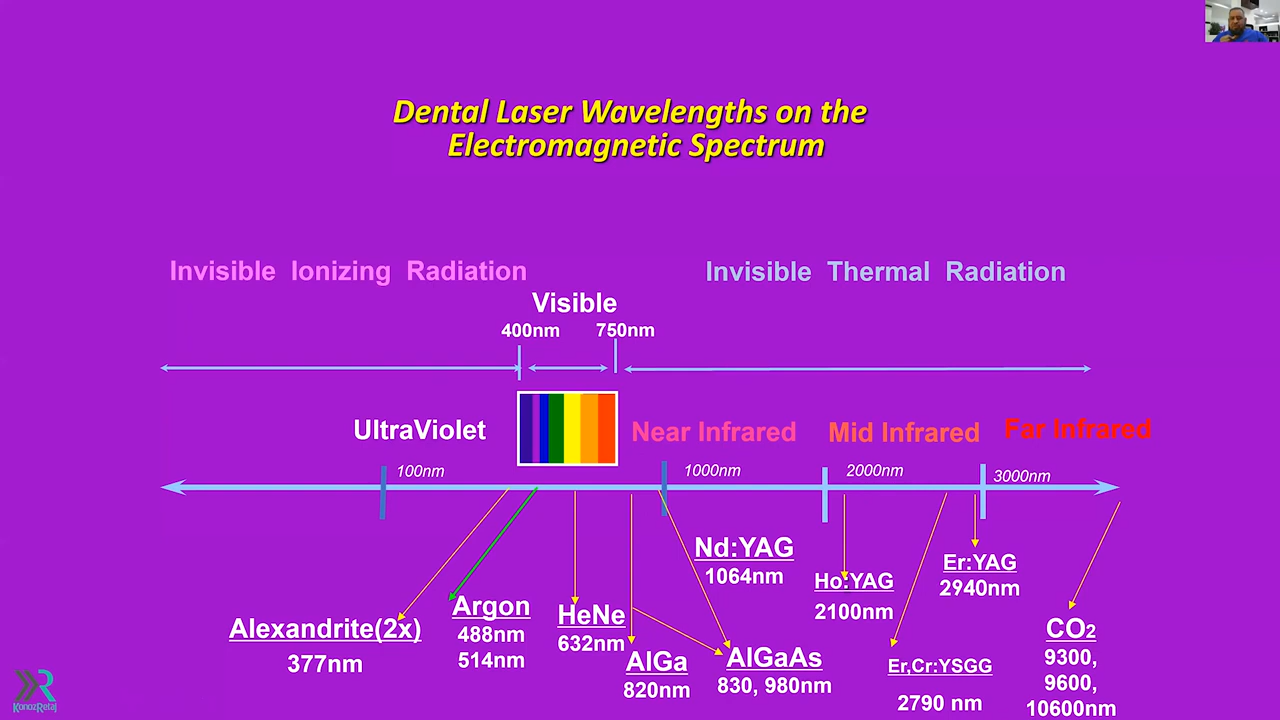 Dental Laser Wavelengths on the
Electromagnetic Spectrum
Invisible Ionizing Radiation
Invisible Thermal Radiation
Visible
400nm
750nm
UltraViolet
Near Infrared
Mid Infrared
Far Infrared
100nm
1000nm
2000nm
3000nm
Alexandrite(2x)
377nm
Argon
488nm
514nm
HeNe
632nm
AlGa
820nm
Nd:YAG
1064nm
AlGaAs
830, 980nm
Ho:YAG
2100nm
Er,Cr:YSGG
2790 nm
Er:YAG
2940nm
CO2
9300,
9600,
10600nm
KonozRetaj